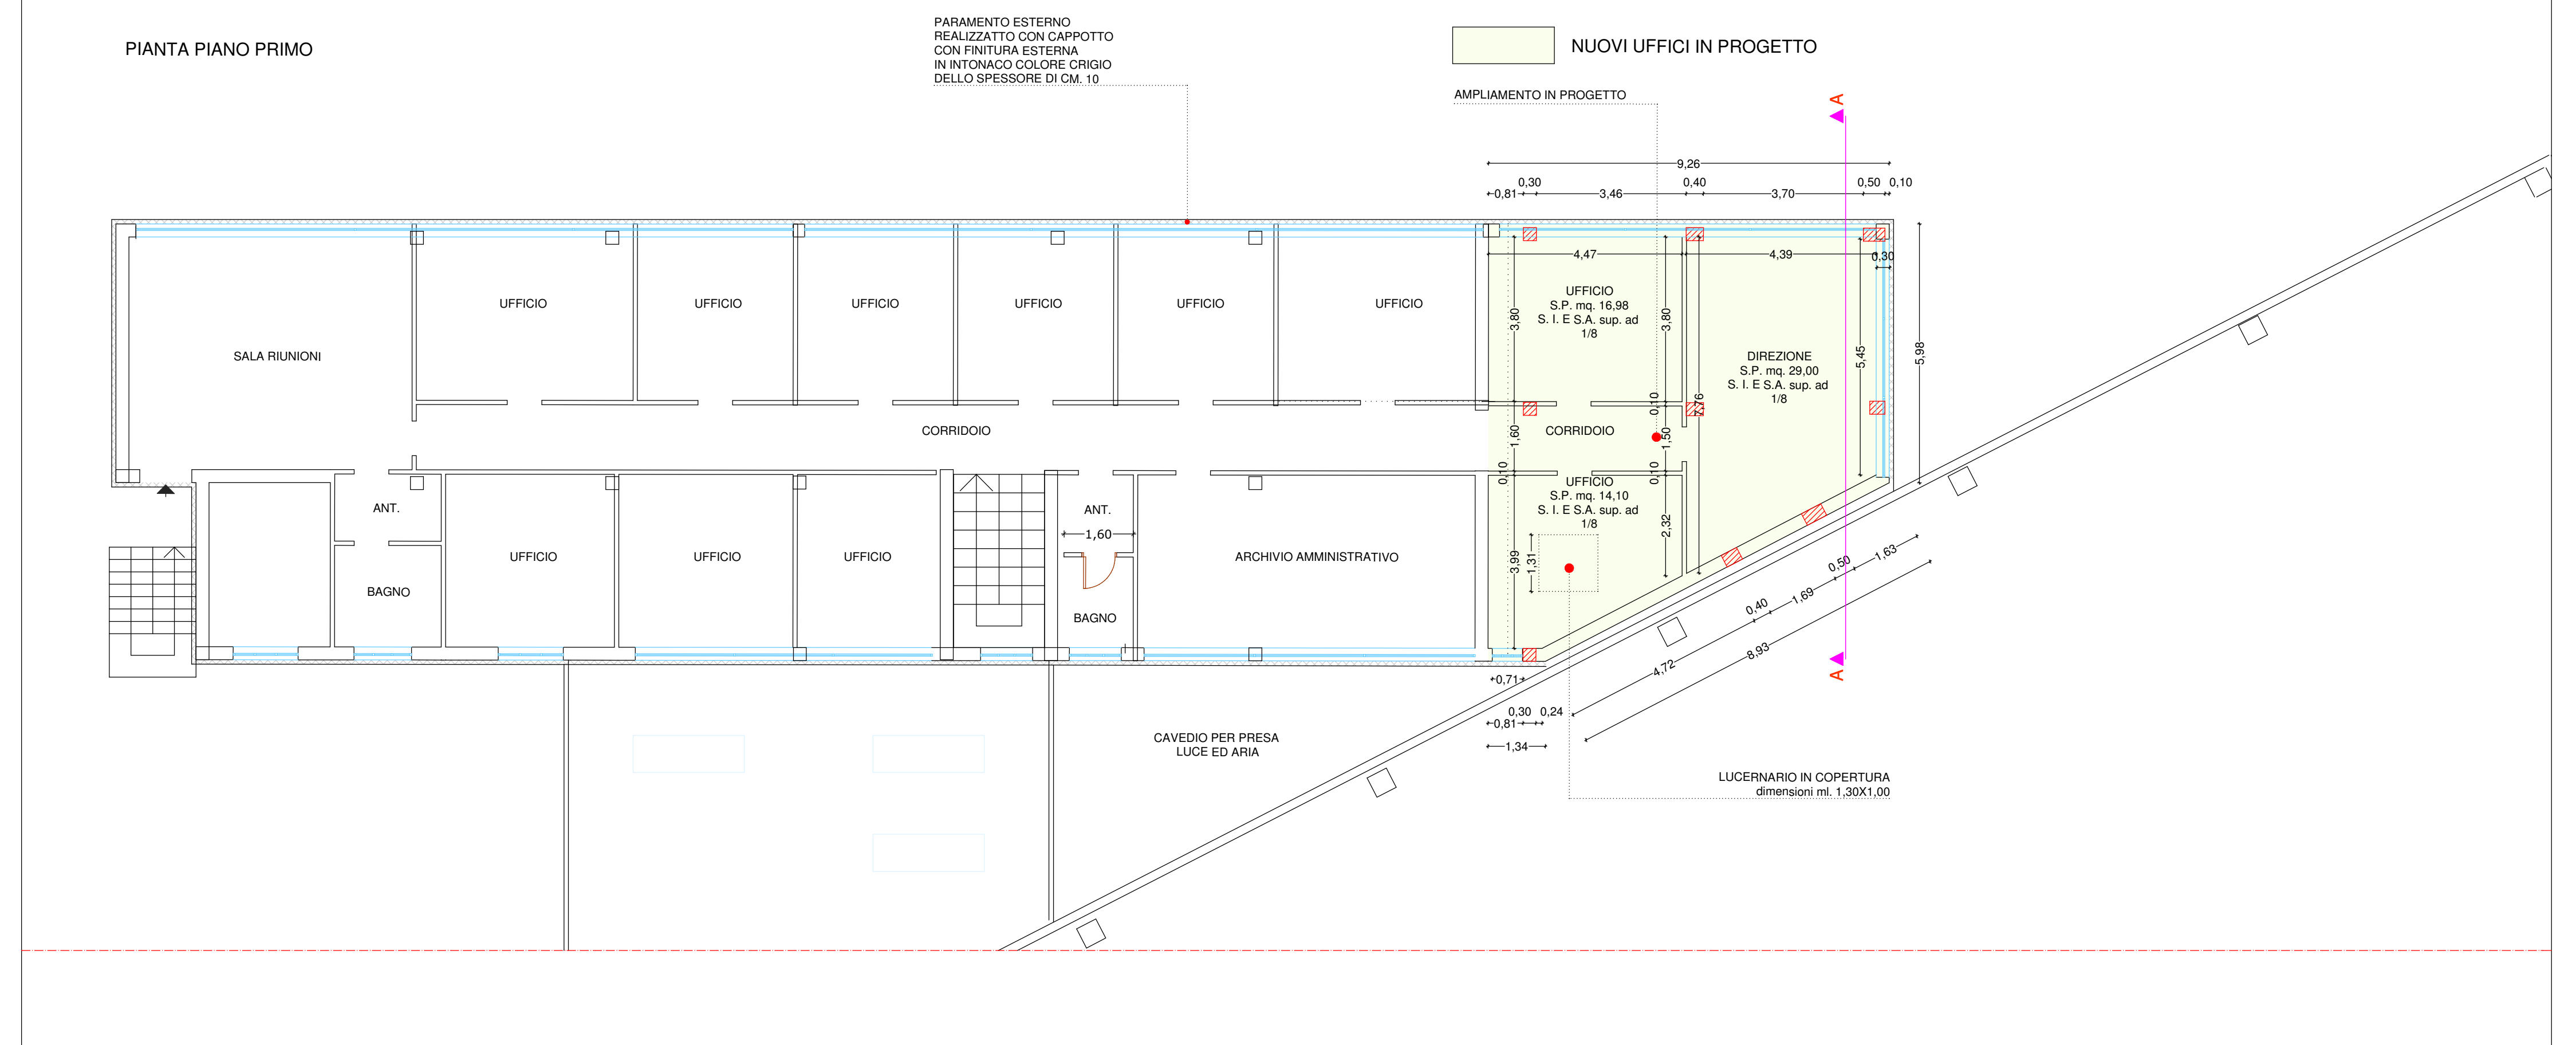 PIANTA PIANO PRIMO
PARAMENTO ESTERNO
REALIZZATTO CON CAPPOTTO
CON FINITURA ESTERNA
IN INTONACO COLORE CRIGIO
DELLO SPESSORE DI CM. 10
NUOVI UFFICI IN PROGETTO
AMPLIAMENTO IN PROGETTO
A
9,26
0,30
0,40
0,50
0,10
0,81
3,46
3,70
4,47
4,39
0,30
SALA RIUNIONI
UFFICIO
UFFICIO
UFFICIO
UFFICIO
UFFICIO
UFFICIO
UFFICIO
S.P. mq. 16,98
S. I. E S.A. sup. ad
1/8
3,80
3,80
DIREZIONE
S.P. mq. 29,00
S. I. E S.A. sup. ad
1/8
5,45
5,98
7,76
CORRIDOIO
CORRIDOIO
0,10
1,60
1,50
0,10
0,10
UFFICIO
S.P. mq. 14,10
S. I. E S.A. sup. ad
1/8
2,32
3,99
1,31
ANT.
BAGNO
UFFICIO
UFFICIO
UFFICIO
ANT.
1,60
BAGNO
ARCHIVIO AMMINISTRATIVO
0,71
0,30
0,24
0,81
1,34
4,72
0,40
1,69
0,50
1,63
8,93
A
CAVEDIO PER PRESA
LUCE ED ARIA
LUCERNARIO IN COPERTURA
dimensioni ml. 1,30X1,00